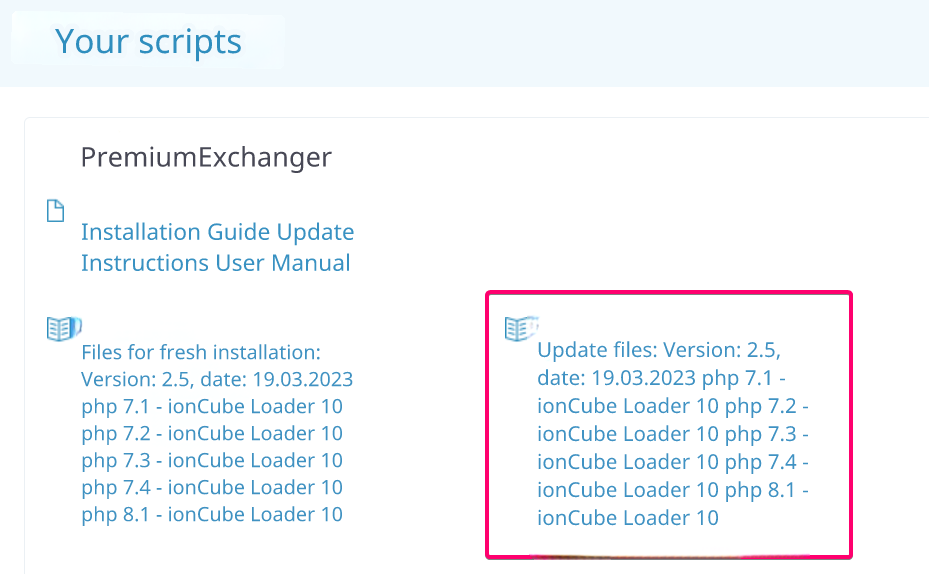 Your scripts
PremiumExchanger
Installation Guide Update
Instructions User Manual
Files for fresh installation:
Version: 2.5, date: 19.03.2023
php 7.1 - ionCube Loader 10
php 7.2 - ionCube Loader 10
php 7.3 - ionCube Loader 10
php 7.4 - ionCube Loader 10
php 8.1 - ionCube Loader 10
Update files: Version: 2.5,
date: 19.03.2023 php 7.1 -
ionCube Loader 10 php 7.2 -
ionCube Loader 10 php 7.3 -
ionCube Loader 10 php 7.4 -
ionCube Loader 10 php 8.1 -
ionCube Loader 10